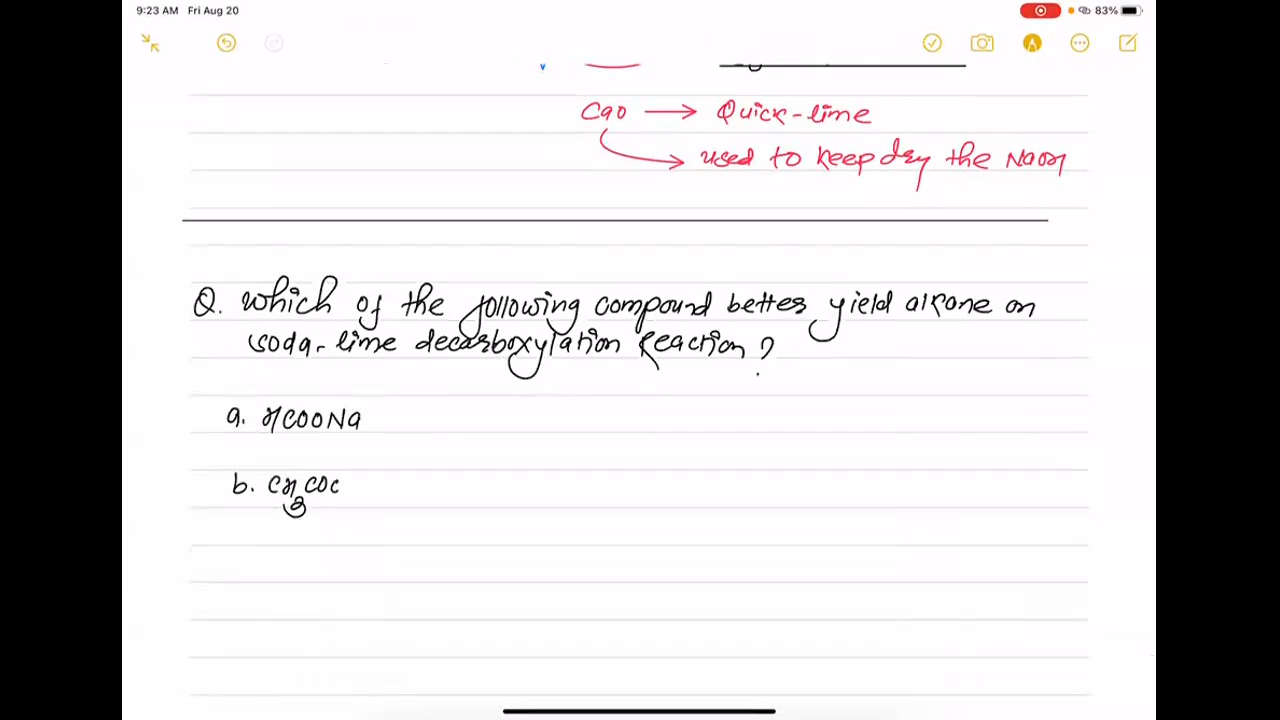 9:23 AM Fri Aug 20
83%
CaO → Quick-lime
used to keep dry the NaOH
Q. Which of the following compound better yield alkane on
soda-lime decarboxylation Reaction?
a. HCOONa
b. CH3COO